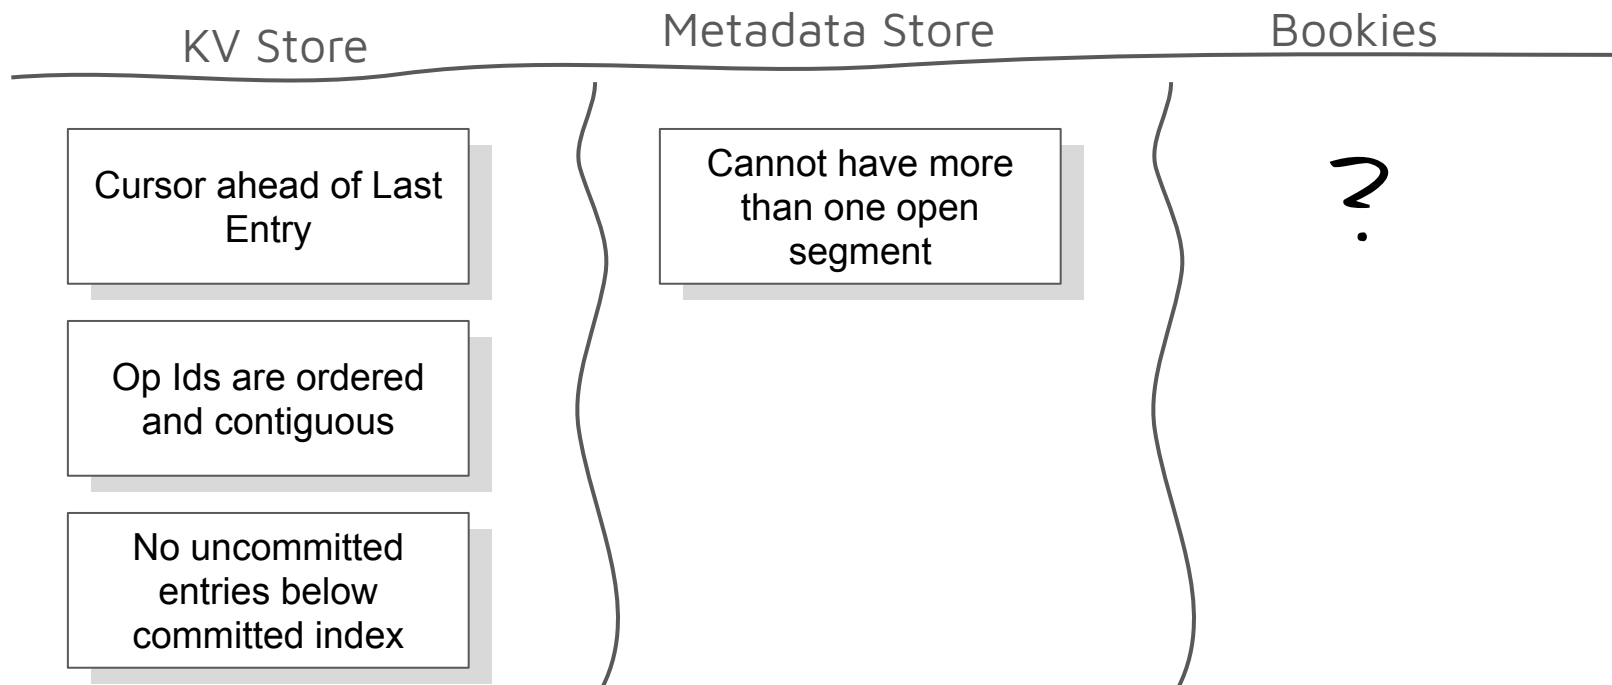 KV Store
Metadata Store
Bookies
Cursor ahead of Last
Entry
Op Ids are ordered
and contiguous
No uncommitted
entries below
committed index
Cannot have more
than one open
segment
?